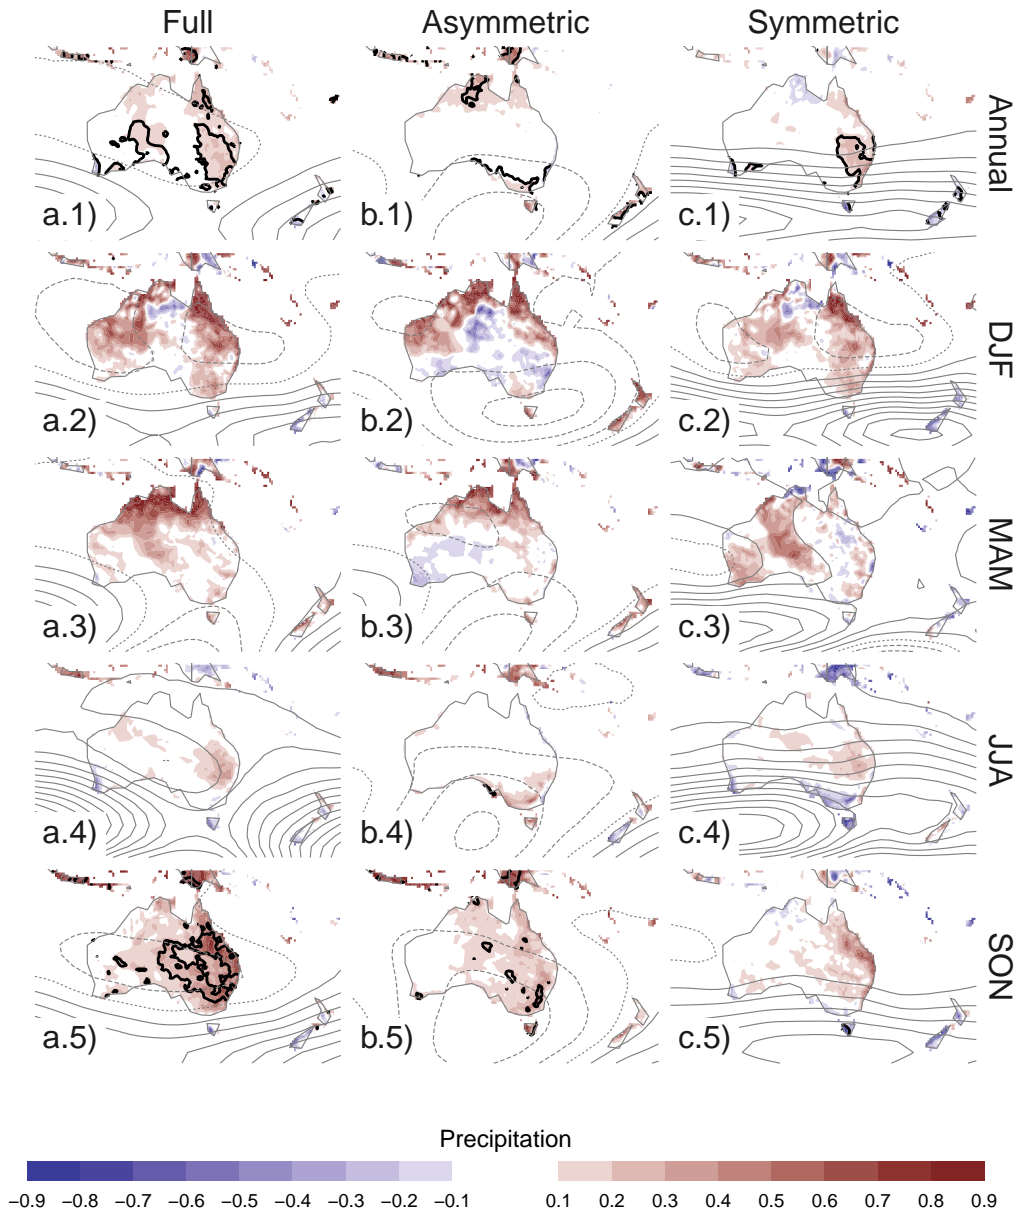 Full Asymmetric Symmetric
a.1) b.1) c.1) Annual
a.2) b.2) c.2) DJF
a.3) b.3) c.3) MAM
a.4) b.4) c.4) JJA
a.5) b.5) c.5) SON
Precipitation
−0.9 −0.8 −0.7 −0.6 −0.5 −0.4 −0.3 −0.2 −0.1 0.1 0.2 0.3 0.4 0.5 0.6 0.7 0.8 0.9